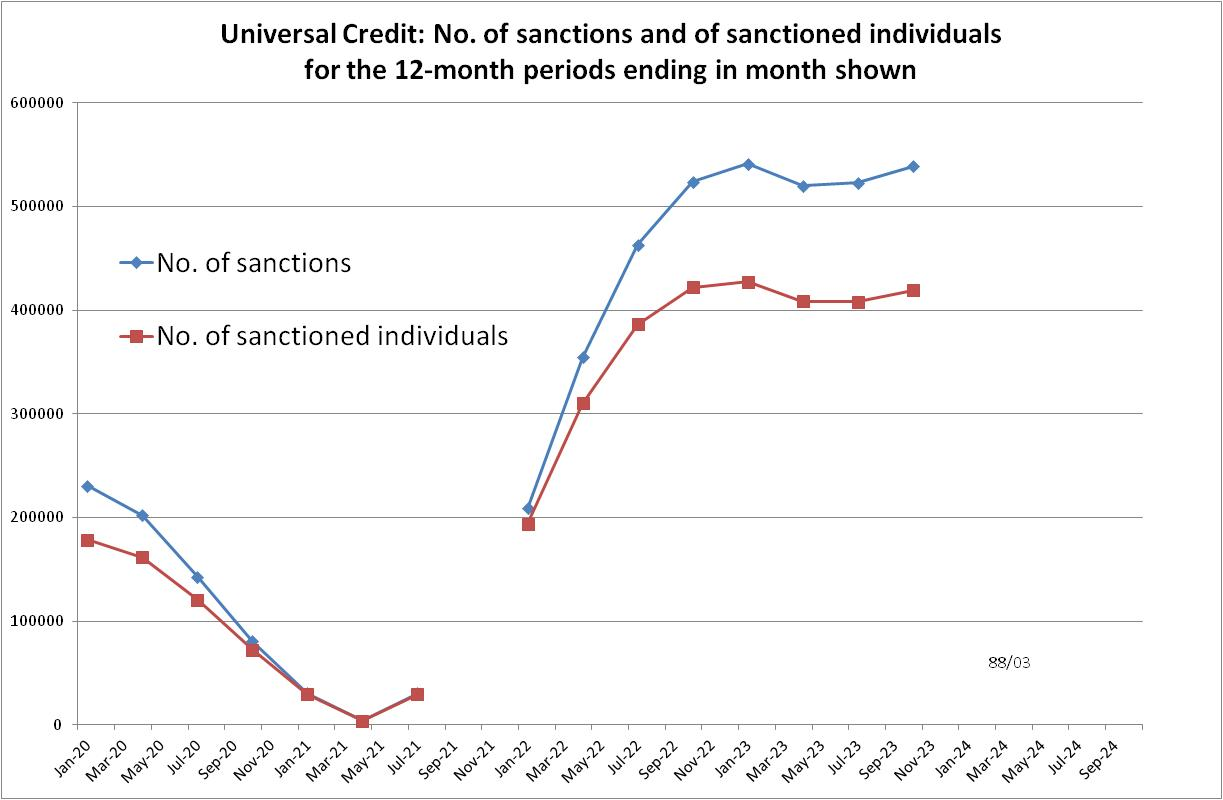 Universal Credit: No. of sanctions and of sanctioned individuals
for the 12-month periods ending in month shown
600000
500000
400000
300000
200000
100000
0
No. of sanctions
No. of sanctioned individuals
88/03
Jan-20
Mar-20
May-20
Jul-20
Sep-20
Nov-20
Jan-21
Mar-21
May-21
Jul-21
Sep-21
Nov-21
Jan-22
Mar-22
May-22
Jul-22
Sep-22
Nov-22
Jan-23
Mar-23
May-23
Jul-23
Sep-23
Nov-23
Jan-24
Mar-24
May-24
Jul-24
Sep-24